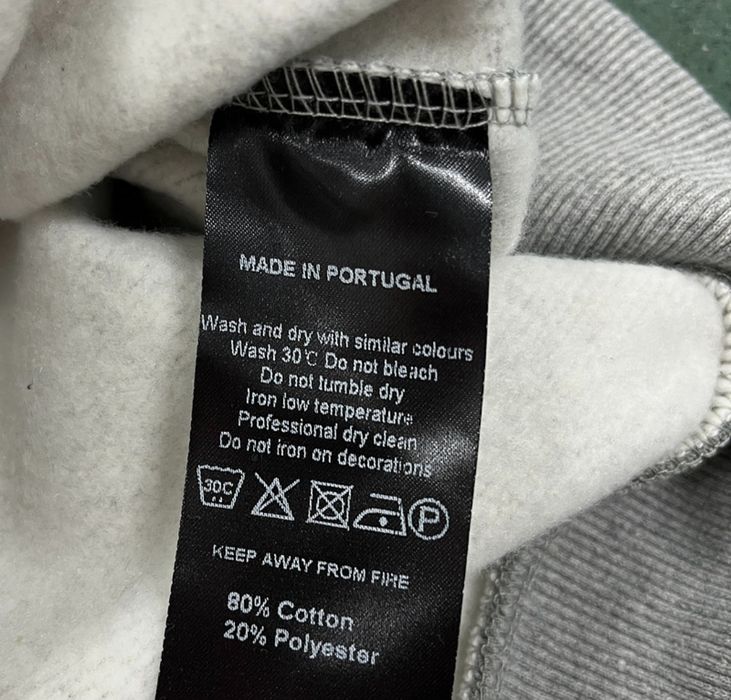 MADE IN PORTUGAL
Wash and dry with similar colours
Wash 30°C Do not bleach
Do not tumble dry
Iron low temperature
Professional dry clean
Do not iron on decorations
30C P
KEEP AWAY FROM FIRE
80% Cotton
20% Polyester